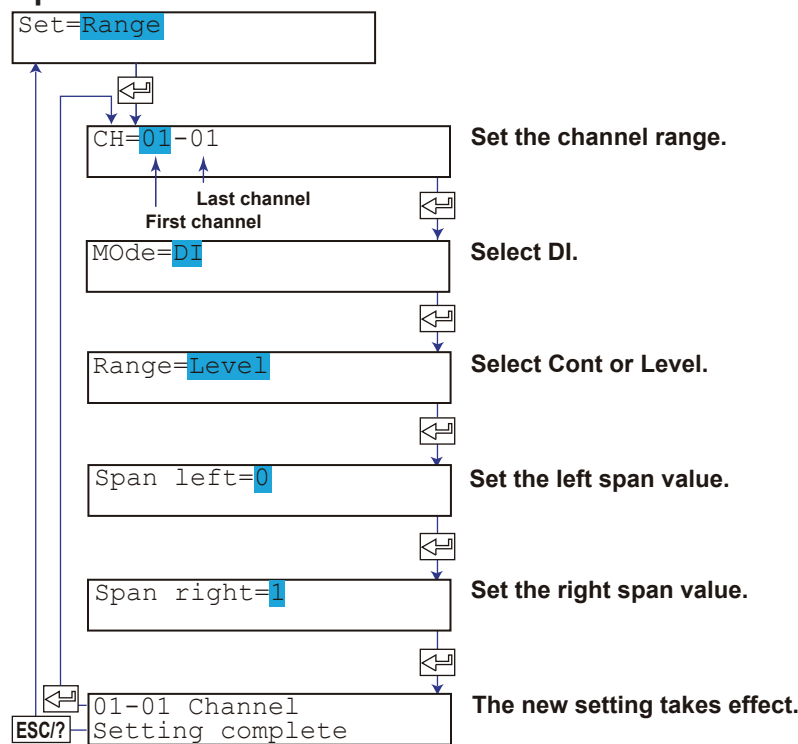 Set=Range
CH=01-01
Set the channel range.
Last channel
First channel
MOde=DI
Select DI.
Range=Level
Select Cont or Level.
Span left=0
Set the left span value.
Span right=1
Set the right span value.
01-01 Channel
The new setting takes effect.
ESC/?
Setting complete